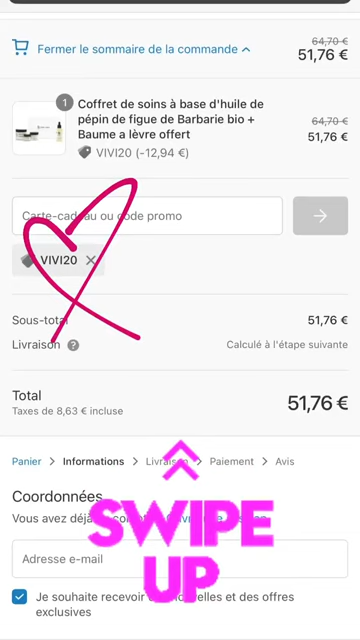 Fermer le sommaire de la commande
64,70 €
51,76 €
1
Coffret de soins à base d'huile de
pépin de figue de Barbarie bio +
Baume a lèvre offert
VIVI20 (-12,94 €)
64,70 €
51,76 €
Carte-cadeau ou code promo
VIVI20
Sous-total
51,76 €
Livraison ?
Calculé à l'étape suivante
Total
Taxes de 8,63 € incluse
51,76 €
Panier > Informations > Livraison > Paiement > Avis
Coordonnées
Vous avez déjà
SWIPE
UP
Adresse e-mail
Je souhaite recevoir des offres
exclusives